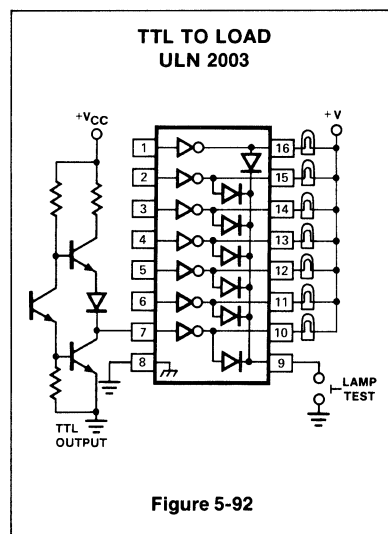 TTL TO LOAD
ULN 2003
+VCC
+V
1
16
2
15
3
14
4
13
5
12
6
11
7
10
8
9
TTL
OUTPUT
LAMP
TEST
Figure 5-92